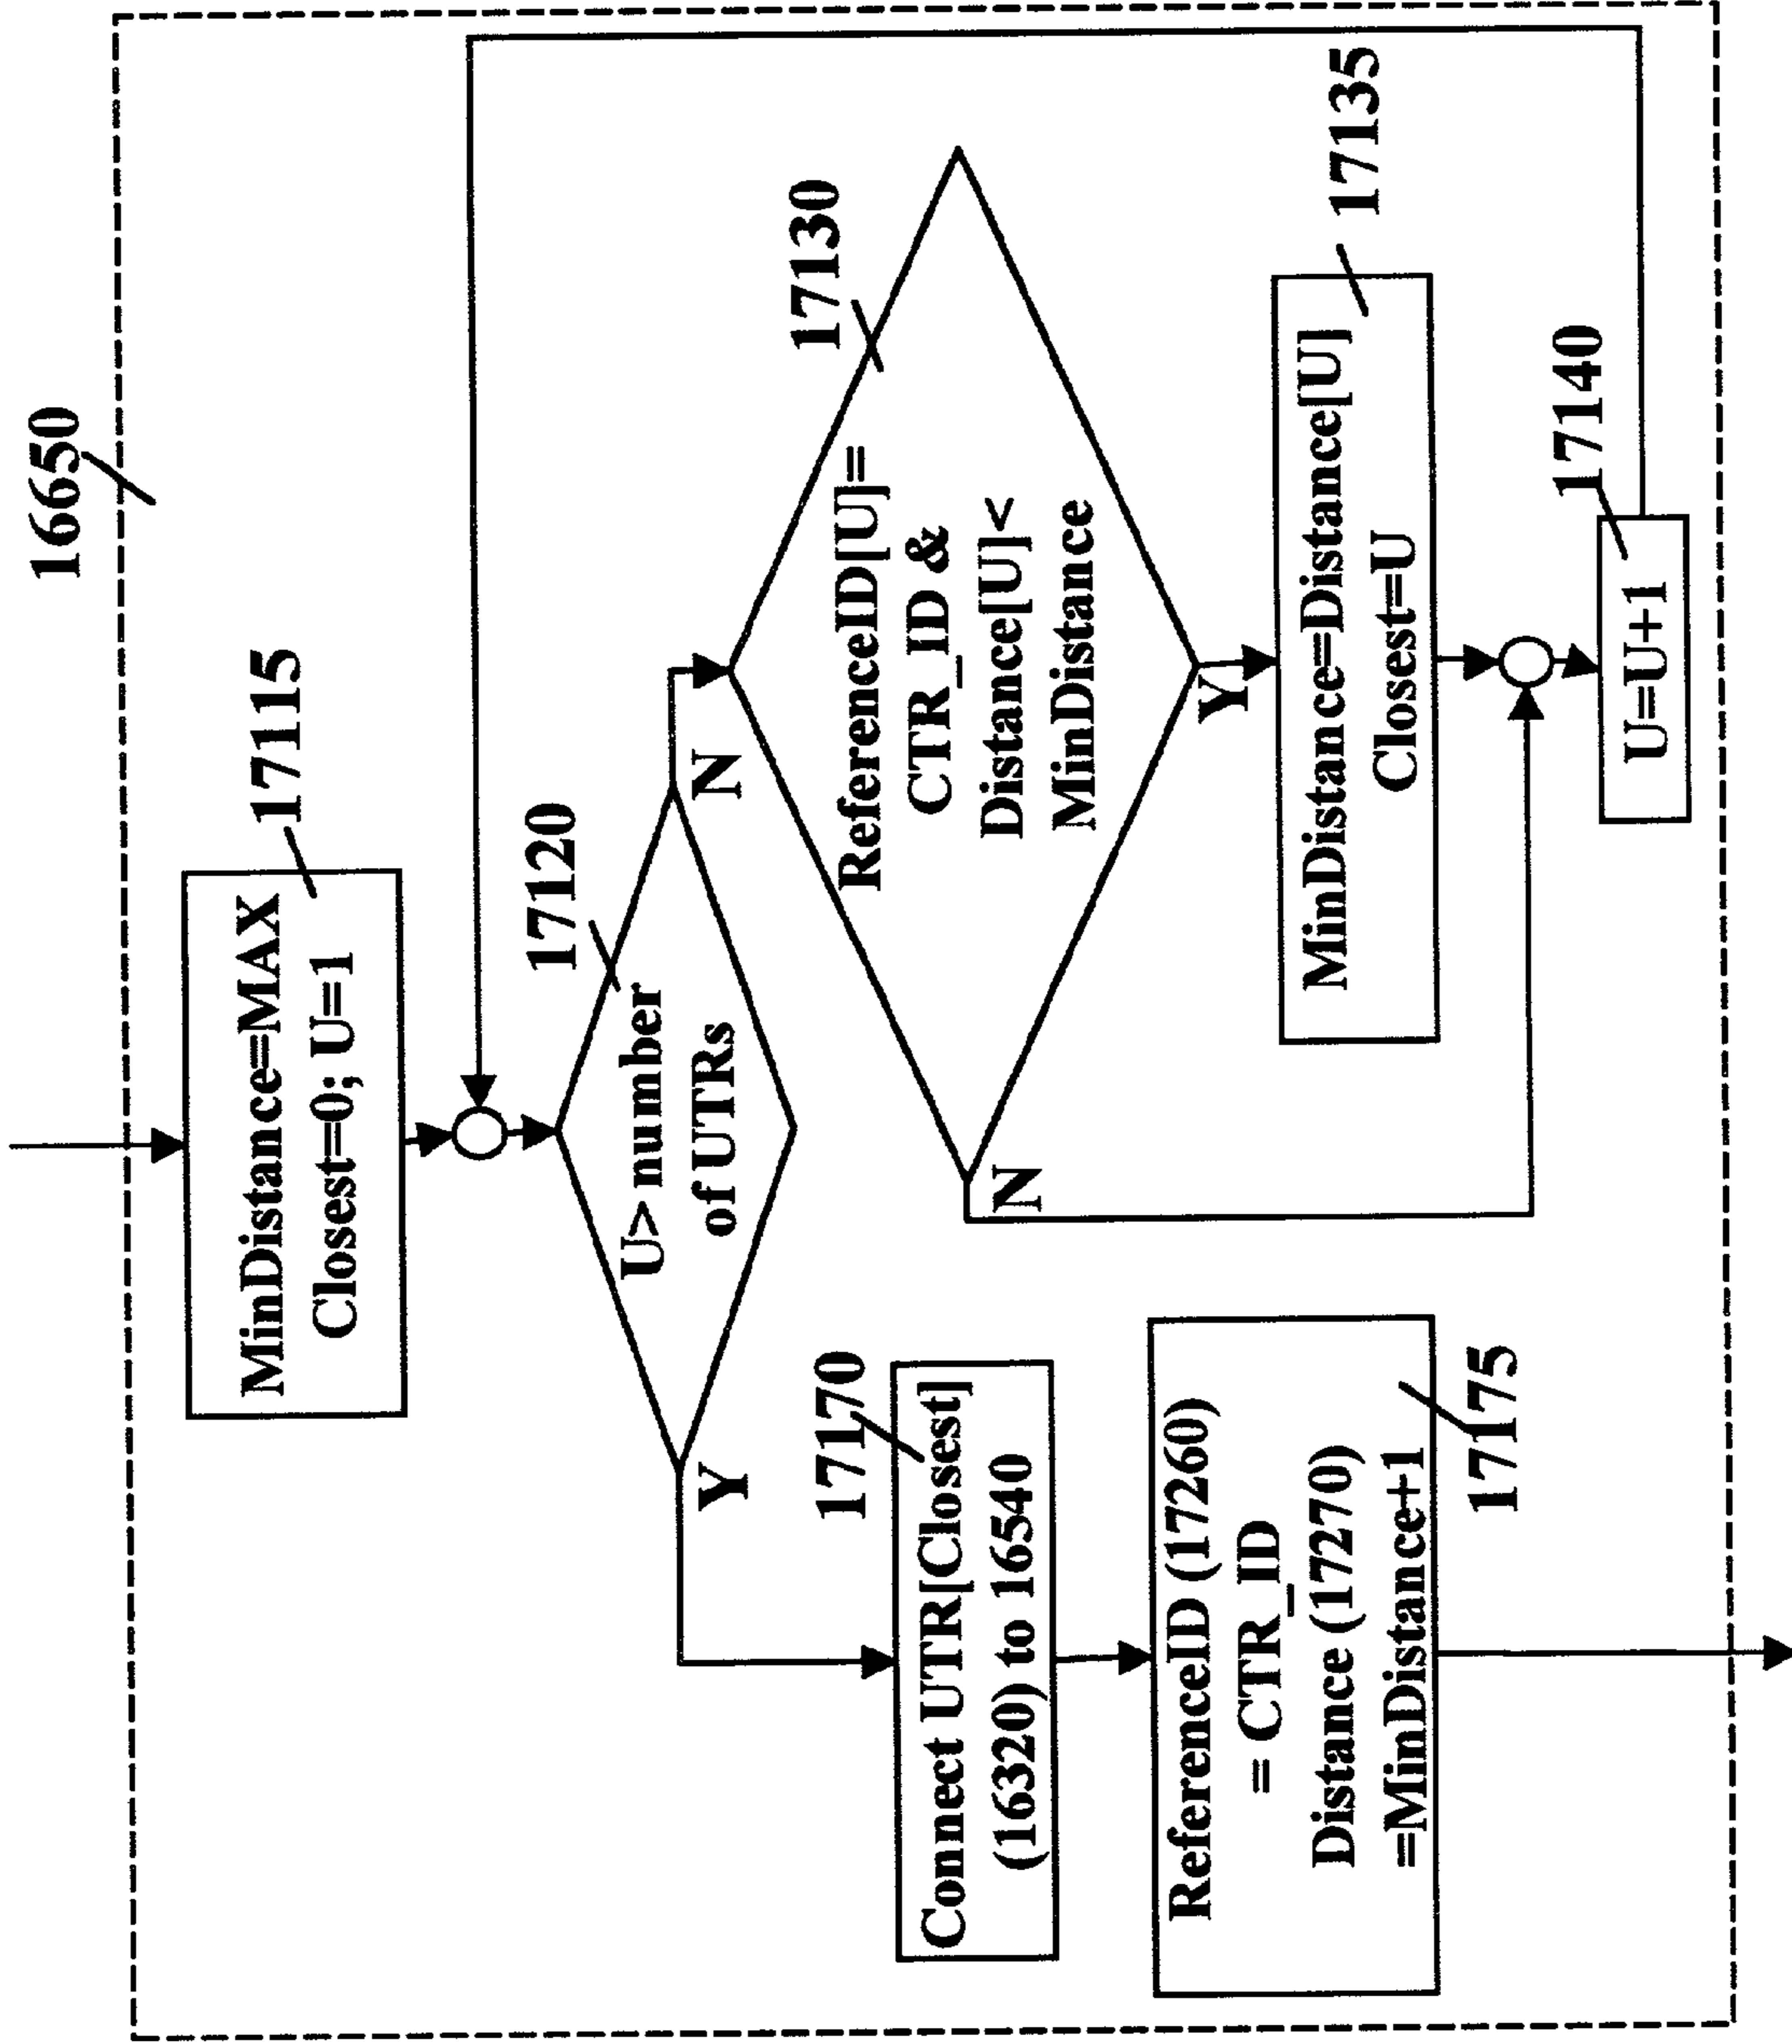 16650
MinDistance=MAX
Closest=0; U=1
17115
U> number
of UTRs
17120
Y
N
ReferenceID[U]=
CTR_ID &
Distance[U]<
MinDistance
17130
N
Y
MinDistance=Distance[U]
Closest=U
17135
U=U+1
17140
Connect UTR[Closest]
(16320) to 16540
17170
ReferenceID (17260)
= CTR_ID
Distance (17270)
=MinDistance+1
17175